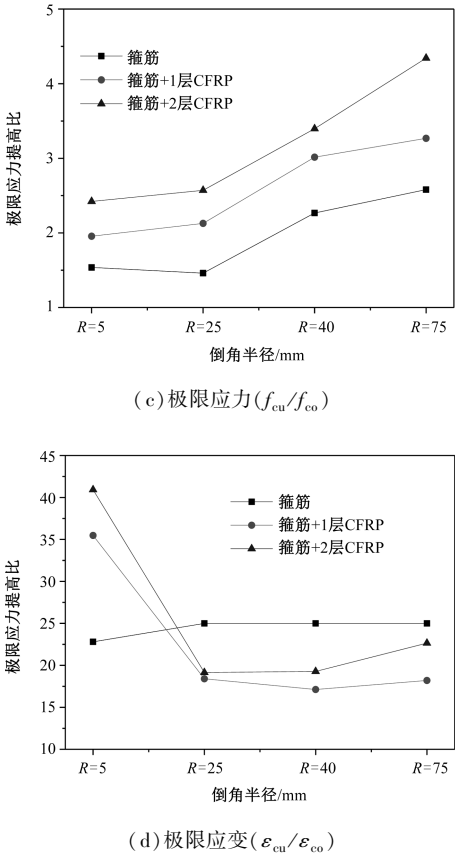 5
4
3
2
1
极限应力提高比
箍筋
箍筋+1层CFRP
箍筋+2层CFRP
R=5 R=25 R=40 R=75
倒角半径/mm
(c)极限应力(fcu/fco)
45
40
35
30
25
20
15
10
极限应力提高比
箍筋
箍筋+1层CFRP
箍筋+2层CFRP
R=5 R=25 R=40 R=75
倒角半径/mm
(d)极限应变(εcu/εco)